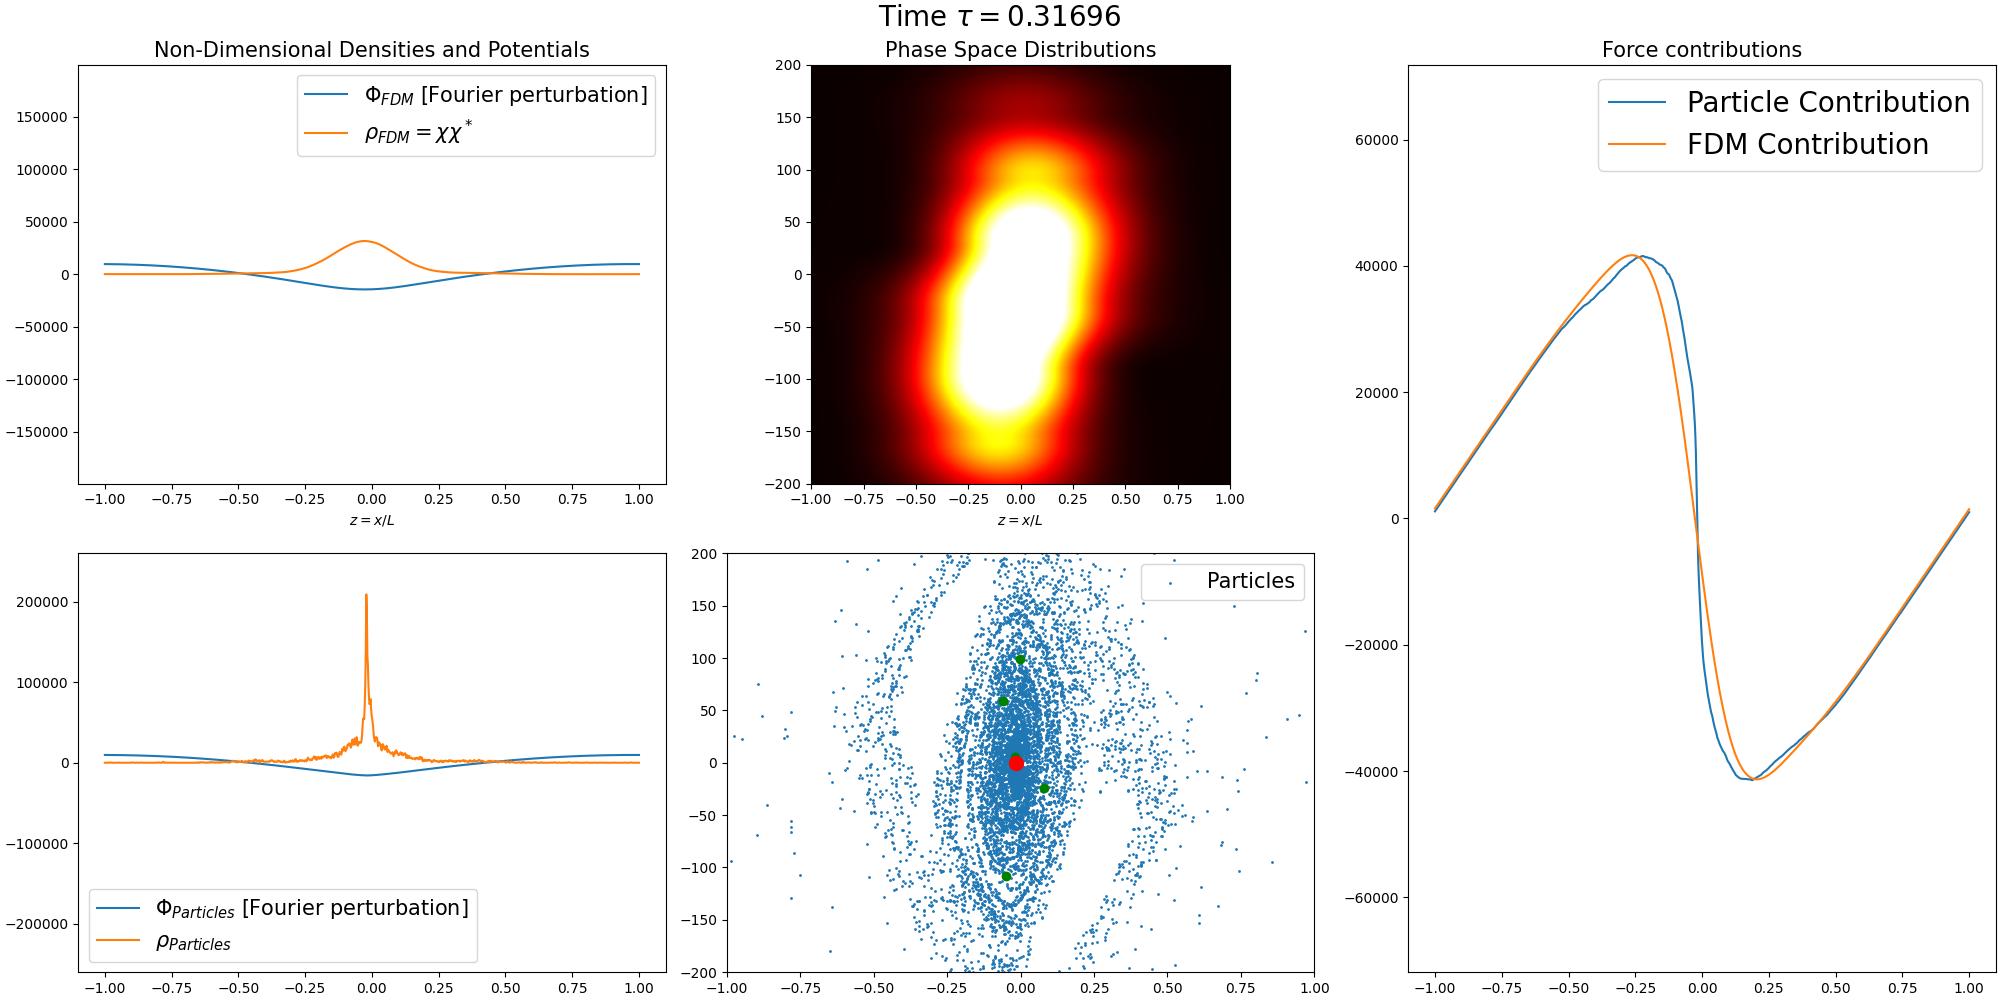 Time τ = 0.31696
Non-Dimensional Densities and Potentials
Φ_FDM [Fourier perturbation]
ρ_FDM = χχ*
150000
100000
50000
0
−50000
−100000
−150000
−1.00 −0.75 −0.50 −0.25 0.00 0.25 0.50 0.75 1.00
z = x/L
Phase Space Distributions
200
150
100
50
0
−50
−100
−150
−200
−1.00 −0.75 −0.50 −0.25 0.00 0.25 0.50 0.75 1.00
z = x/L
Force contributions
Particle Contribution
FDM Contribution
60000
40000
20000
0
−20000
−40000
−60000
−1.00 −0.75 −0.50 −0.25 0.00 0.25 0.50 0.75 1.00
200000
100000
0
−100000
−200000
Φ_Particles [Fourier perturbation]
ρ_Particles
−1.00 −0.75 −0.50 −0.25 0.00 0.25 0.50 0.75 1.00
Particles
200
150
100
50
0
−50
−100
−150
−200
−1.00 −0.75 −0.50 −0.25 0.00 0.25 0.50 0.75 1.00